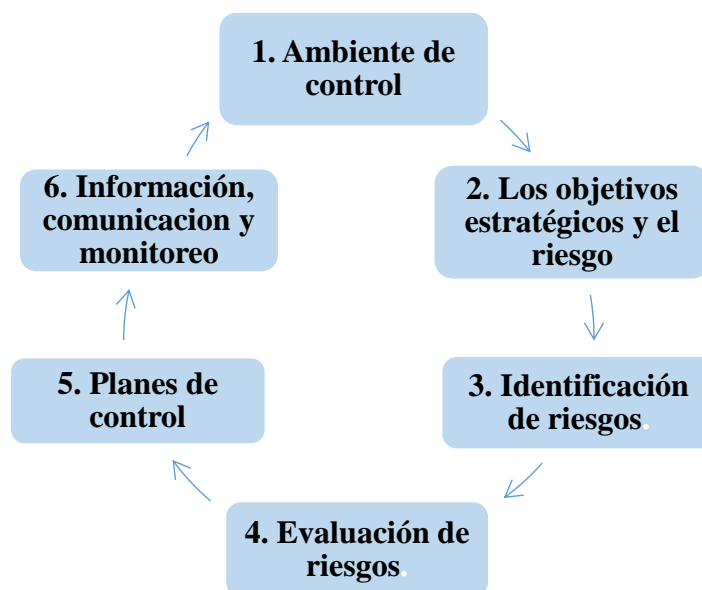 1. Ambiente de
control
2. Los objetivos
estratégicos y el
riesgo
3. Identificación
de riesgos.
4. Evaluación de
riesgos.
5. Planes de
control
6. Información,
comunicacion y
monitoreo